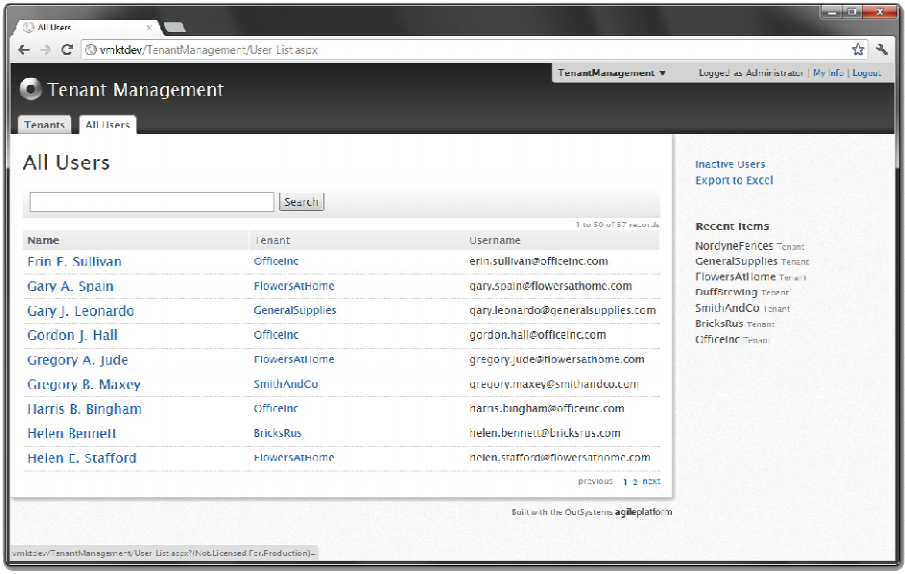 All Users
vmktdev/TenantManagement/User_List.aspx
TenantManagement ▼ Logged as Administrator | My Info | Logout
Tenant Management
Tenants All Users
All Users
Inactive Users
Export to Excel
Search
1 to 50 of 57 records
Name Tenant Username
Erin E. Sullivan OfficeInc erin.sullivan@officeinc.com
Gary A. Spain FlowersAtHome gary.spain@flowersathome.com
Gary J. Leonardo GeneralSupplies gary.leonardo@generalsupplies.com
Gordon J. Hall OfficeInc gordon.hall@officeinc.com
Gregory A. Jude FlowersAtHome gregory.jude@flowersathome.com
Gregory B. Maxey SmithAndCo gregory.maxey@smithandco.com
Harris B. Bingham OfficeInc harris.bingham@officeinc.com
Helen Bennett BricksRus helen.bennett@bricksrus.com
Helen E. Stafford FlowersAtHome helen.stafford@flowersathome.com
previous 1 2 next
Recent Items
NordyneFences Tenant
GeneralSupplies Tenant
FlowersAtHome Tenant
DuffBrewing Tenant
SmithAndCo Tenant
BricksRus Tenant
OfficeInc Tenant
Built with the OutSystems agileplatform
vmktdev/TenantManagement/User_List.aspx?(Not.Licensed.For.Production)=